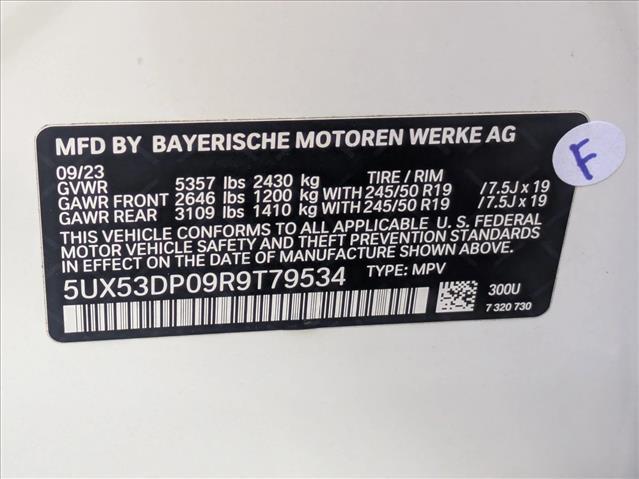 MFD BY BAYERISCHE MOTOREN WERKE AG
F
09/23 TIRE / RIM
GVWR 5357 lbs 2430 kg
GAWR FRONT 2646 lbs 1200 kg WITH 245/50 R19 /7.5J x 19
GAWR REAR 3109 lbs 1410 kg WITH 245/50 R19 /7.5J x 19
THIS VEHICLE CONFORMS TO ALL APPLICABLE U. S. FEDERAL
MOTOR VEHICLE SAFETY AND THEFT PREVENTION STANDARDS
IN EFFECT ON THE DATE OF MANUFACTURE SHOWN ABOVE.
5UX53DP09R9T79534 TYPE: MPV
300U
7 320 730